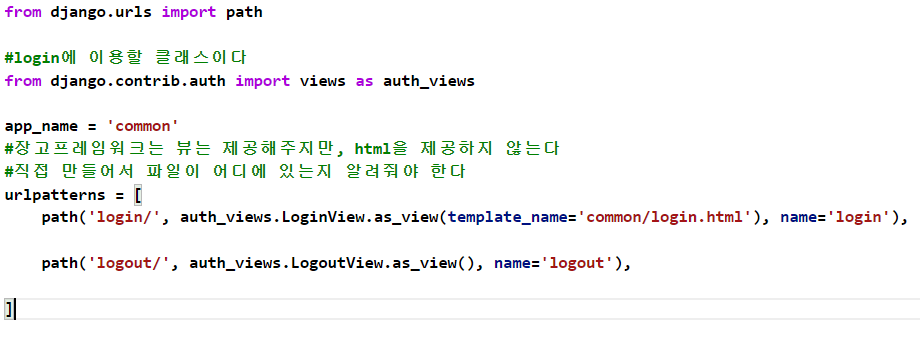 from django.urls import path
#login에 이용할 클래스이다
from django.contrib.auth import views as auth_views
app_name = 'common'
#장고프레임워크는 뷰는 제공해주지만, html을 제공하지 않는다
#직접 만들어서 파일이 어디에 있는지 알려줘야 한다
urlpatterns = [
    path('login/', auth_views.LoginView.as_view(template_name='common/login.html'), name='login'),
    path('logout/', auth_views.LogoutView.as_view(), name='logout'),
]